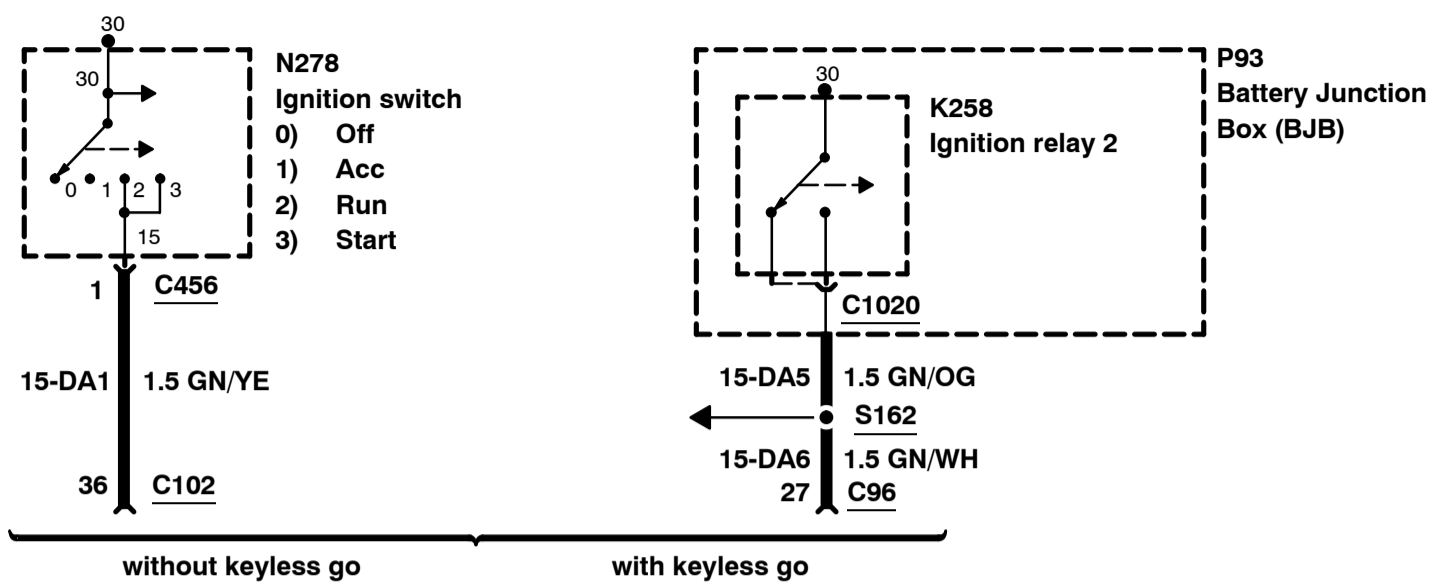 30
30
0 1 2 3
15
N278
Ignition switch
0) Off
1) Acc
2) Run
3) Start
1 C456
15-DA1 1.5 GN/YE
36 C102
without keyless go
30
K258
Ignition relay 2
P93
Battery Junction
Box (BJB)
C1020
15-DA5 1.5 GN/OG
S162
15-DA6 1.5 GN/WH
27 C96
with keyless go